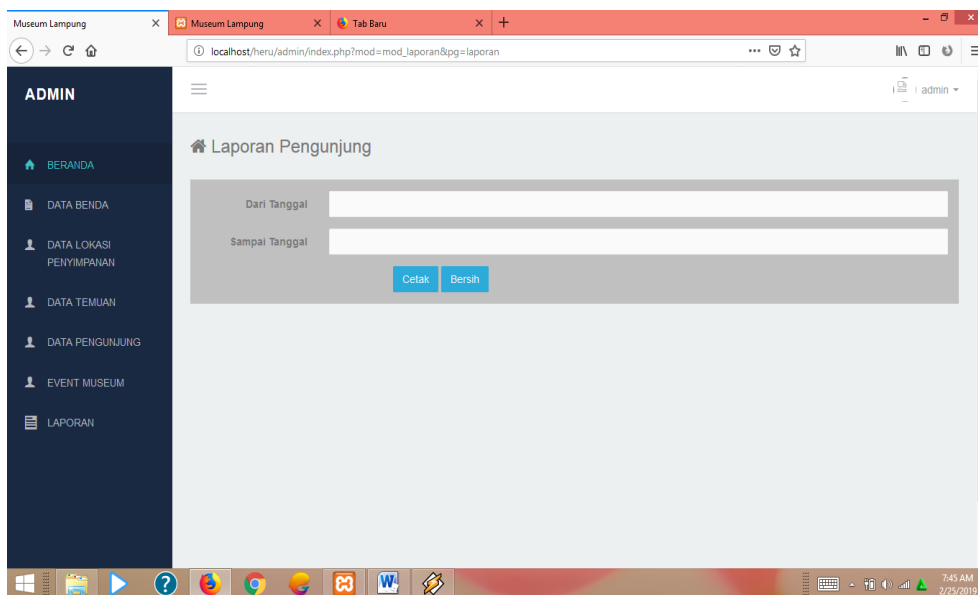 Museum Lampung
Museum Lampung
Tab Baru
localhost/heru/admin/index.php?mod=mod_laporan&pg=laporan
ADMIN
admin
Laporan Pengunjung
BERANDA
DATA BENDA
DATA LOKASI
PENYIMPANAN
DATA TEMUAN
DATA PENGUNJUNG
EVENT MUSEUM
LAPORAN
Dari Tanggal
Sampai Tanggal
Cetak
Bersih
7:45 AM
2/25/2019